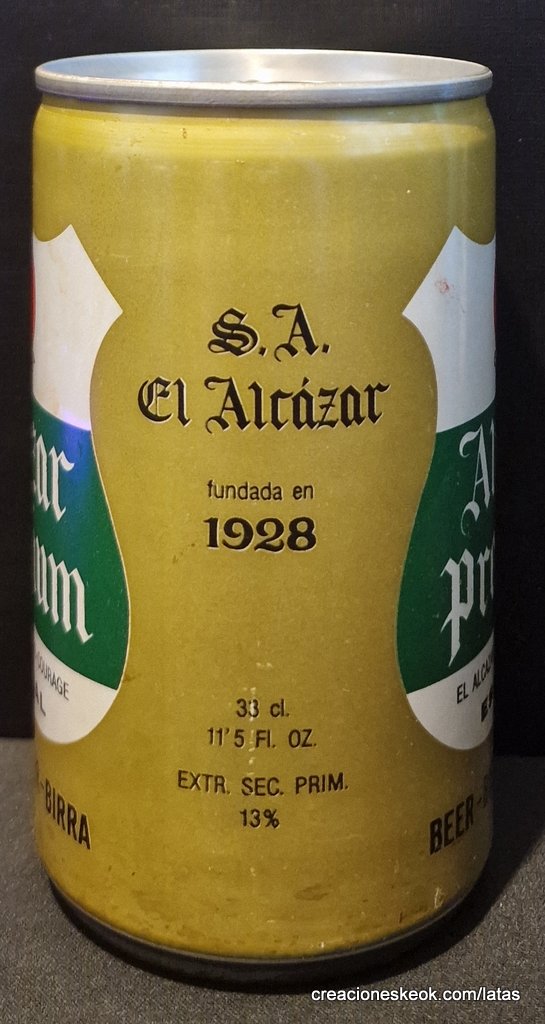 S.A.
El Alcázar
fundada en
1928
33 cl.
11'5 Fl. OZ.
EXTR. SEC. PRIM.
13%
BIRRA
BEER
EL
creacioneskeok.com/latas